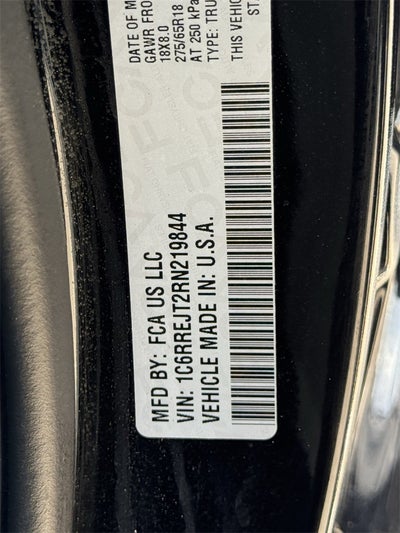 DATE OF M
GAWR FRO
18X8.0
275/65R18
AT 250 kPa
TYPE: TRU
THIS VEHIC
ST
MFD BY: FCA US LLC
VIN: 1C6RREJT2RN219844
VEHICLE MADE IN: U.S.A.